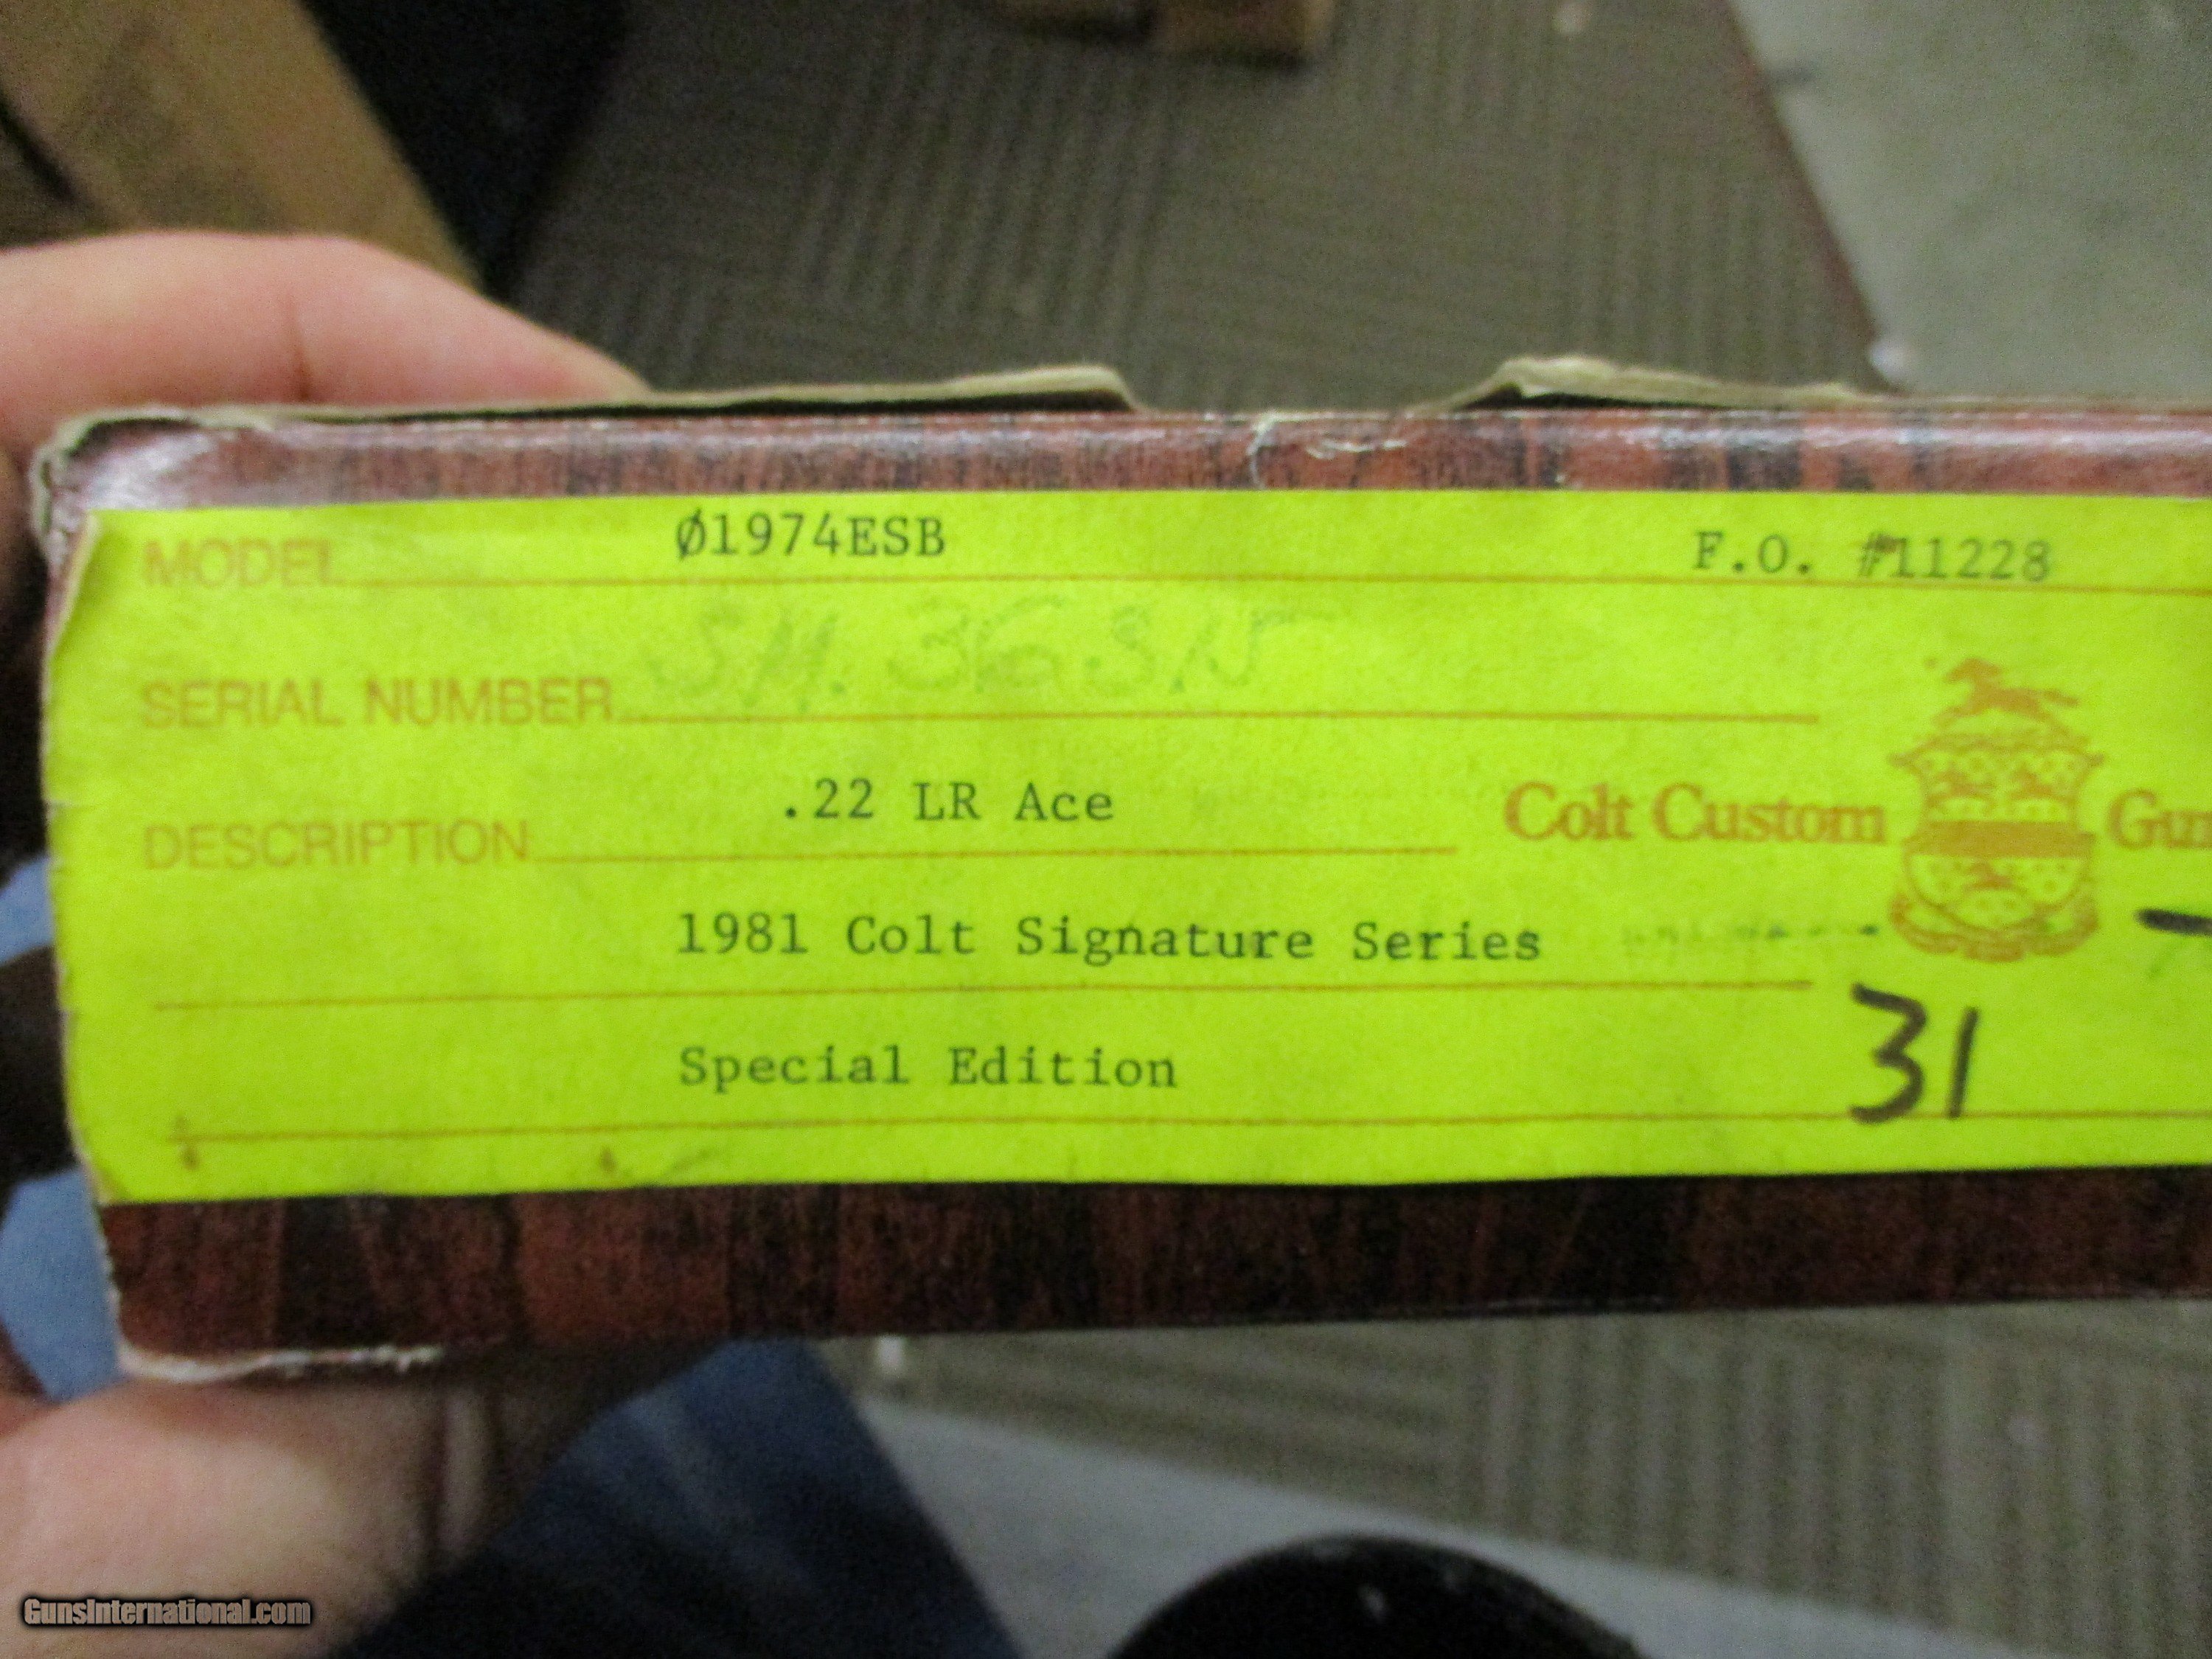 MODEL Ø1974ESB F.O. #11228
SERIAL NUMBER SM.
DESCRIPTION .22 LR Ace
Colt Custom
1981 Colt Signature Series
31
Special Edition
GunsInternational.com